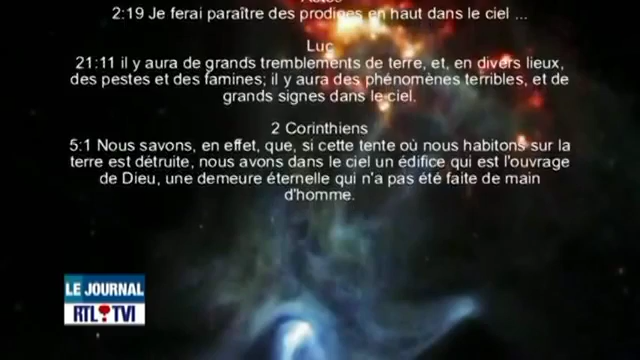 2:19 Je ferai paraître des prodiges en haut dans le ciel ...
Luc
21:11 il y aura de grands tremblements de terre, et, en divers lieux,
des pestes et des famines; il y aura des phénomènes terribles, et de
grands signes dans le ciel.
2 Corinthiens
5:1 Nous savons, en effet, que, si cette tente où nous habitons sur la
terre est détruite, nous avons dans le ciel un édifice qui est l'ouvrage
de Dieu, une demeure éternelle qui n'a pas été faite de main
d'homme.
LE JOURNAL
RTL TVI